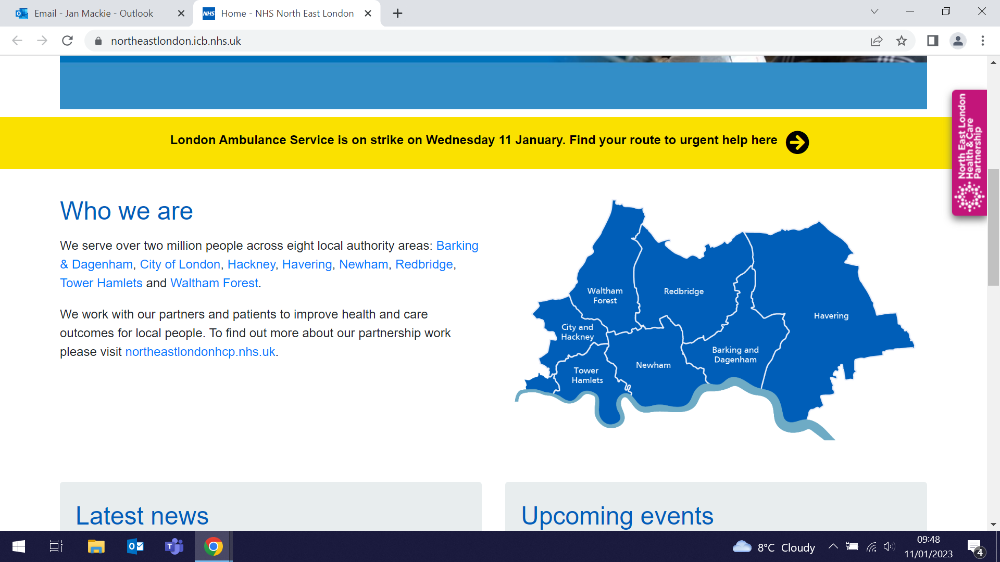 Email - Jan Mackie - Outlook
NHS
Home - NHS North East London
northeastlondon.icb.nhs.uk
London Ambulance Service is on strike on Wednesday 11 January. Find your route to urgent help here
North East London
Health & Care
Partnership
Who we are
We serve over two million people across eight local authority areas: Barking
& Dagenham, City of London, Hackney, Havering, Newham, Redbridge,
Tower Hamlets and Waltham Forest.
We work with our partners and patients to improve health and care
outcomes for local people. To find out more about our partnership work
please visit northeastlondonhcp.nhs.uk.
Waltham
Forest
Redbridge
Havering
City and
Hackney
Barking and
Dagenham
Newham
Tower
Hamlets
Latest news
Upcoming events
8°C Cloudy
09:48
11/01/2023
4